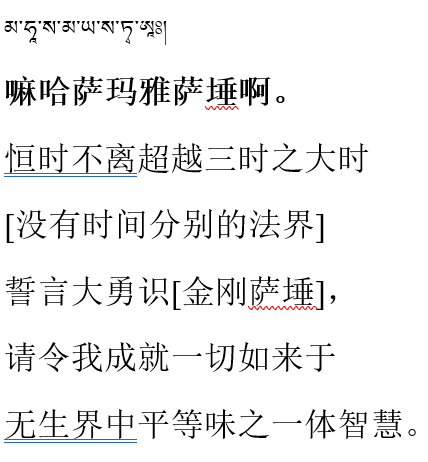 མ་ཧཱ་ས་མ་ཡ་ས་ཏྭ་ཨཱཿ།
嘛哈萨玛雅萨埵啊。
恒时不离超越三时之大时
[没有时间分别的法界]
誓言大勇识[金刚萨埵]，
请令我成就一切如来于
无生界中平等味之一体智慧。